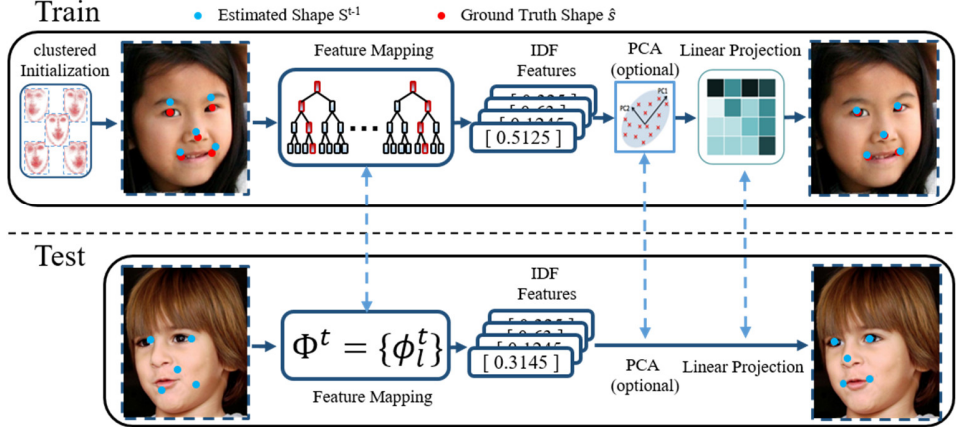 Train
Estimated Shape S^{t-1}
Ground Truth Shape ŝ
clustered
Initialization
Feature Mapping
IDF
Features
[ 0.5125 ]
PCA
(optional)
PC1
PC2
Linear Projection
Test
Φ^t = {ϕ_l^t}
Feature Mapping
IDF
Features
[ 0.3145 ]
PCA
(optional)
Linear Projection